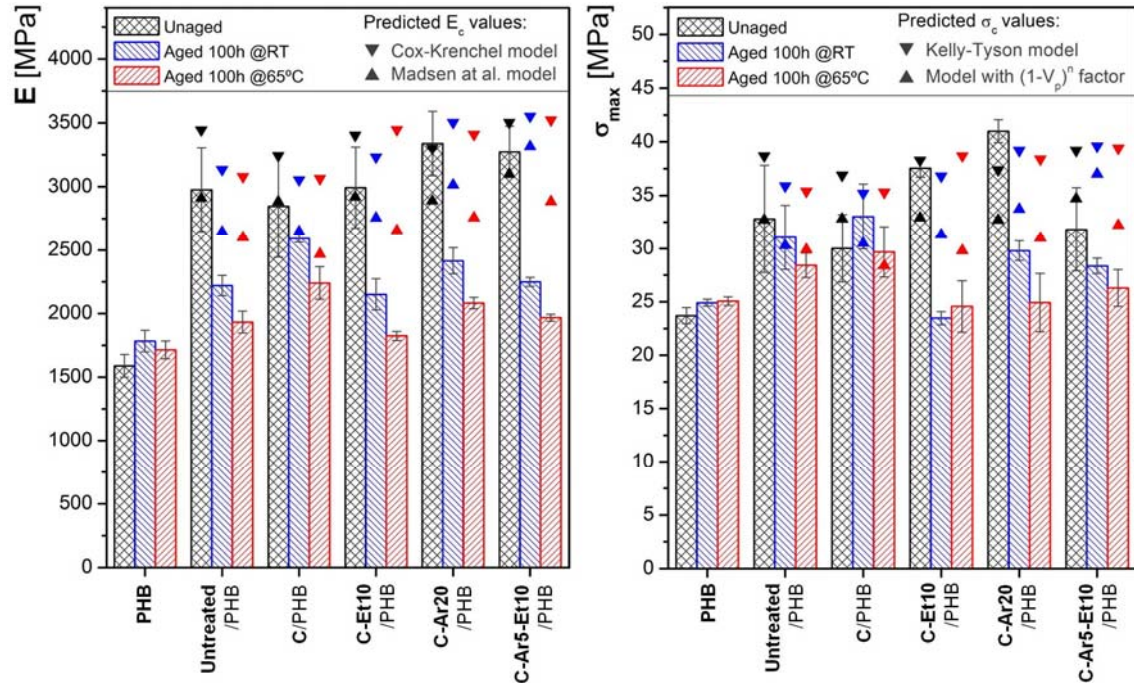 E [MPa]
4000
3500
3000
2500
2000
1500
1000
500
0
Unaged
Aged 100h @RT
Aged 100h @65ºC
Predicted E_c values:
Cox-Krenchel model
Madsen at al. model
PHB
Untreated
/PHB
C/PHB
C-Et10
/PHB
C-Ar20
/PHB
C-Ar5-Et10
/PHB
σ_max [MPa]
50
45
40
35
30
25
20
15
10
5
0
Unaged
Aged 100h @RT
Aged 100h @65ºC
Predicted σ_c values:
Kelly-Tyson model
Model with (1-V_p)^n factor
PHB
Untreated
/PHB
C/PHB
C-Et10
/PHB
C-Ar20
/PHB
C-Ar5-Et10
/PHB